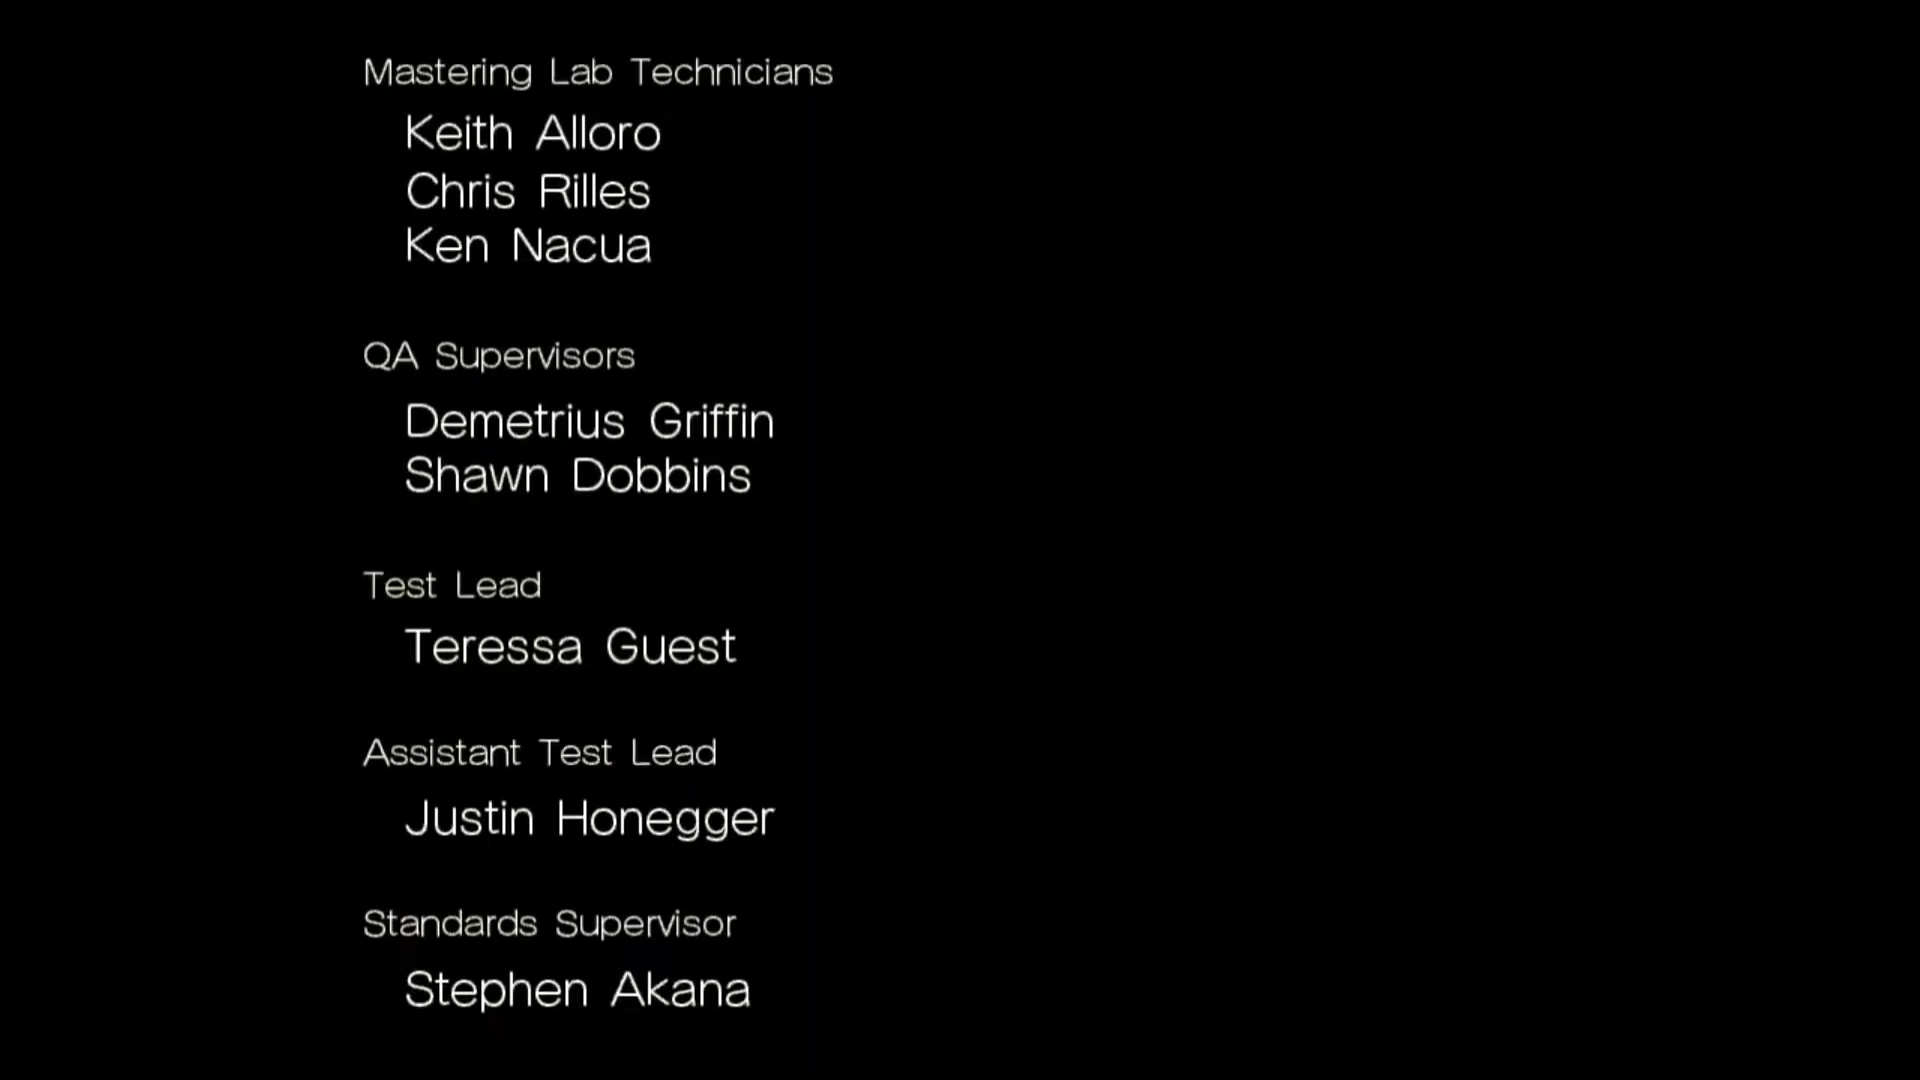 Mastering Lab Technicians
Keith Alloro
Chris Rilles
Ken Nacua
QA Supervisors
Demetrius Griffin
Shawn Dobbins
Test Lead
Teressa Guest
Assistant Test Lead
Justin Honegger
Standards Supervisor
Stephen Akana